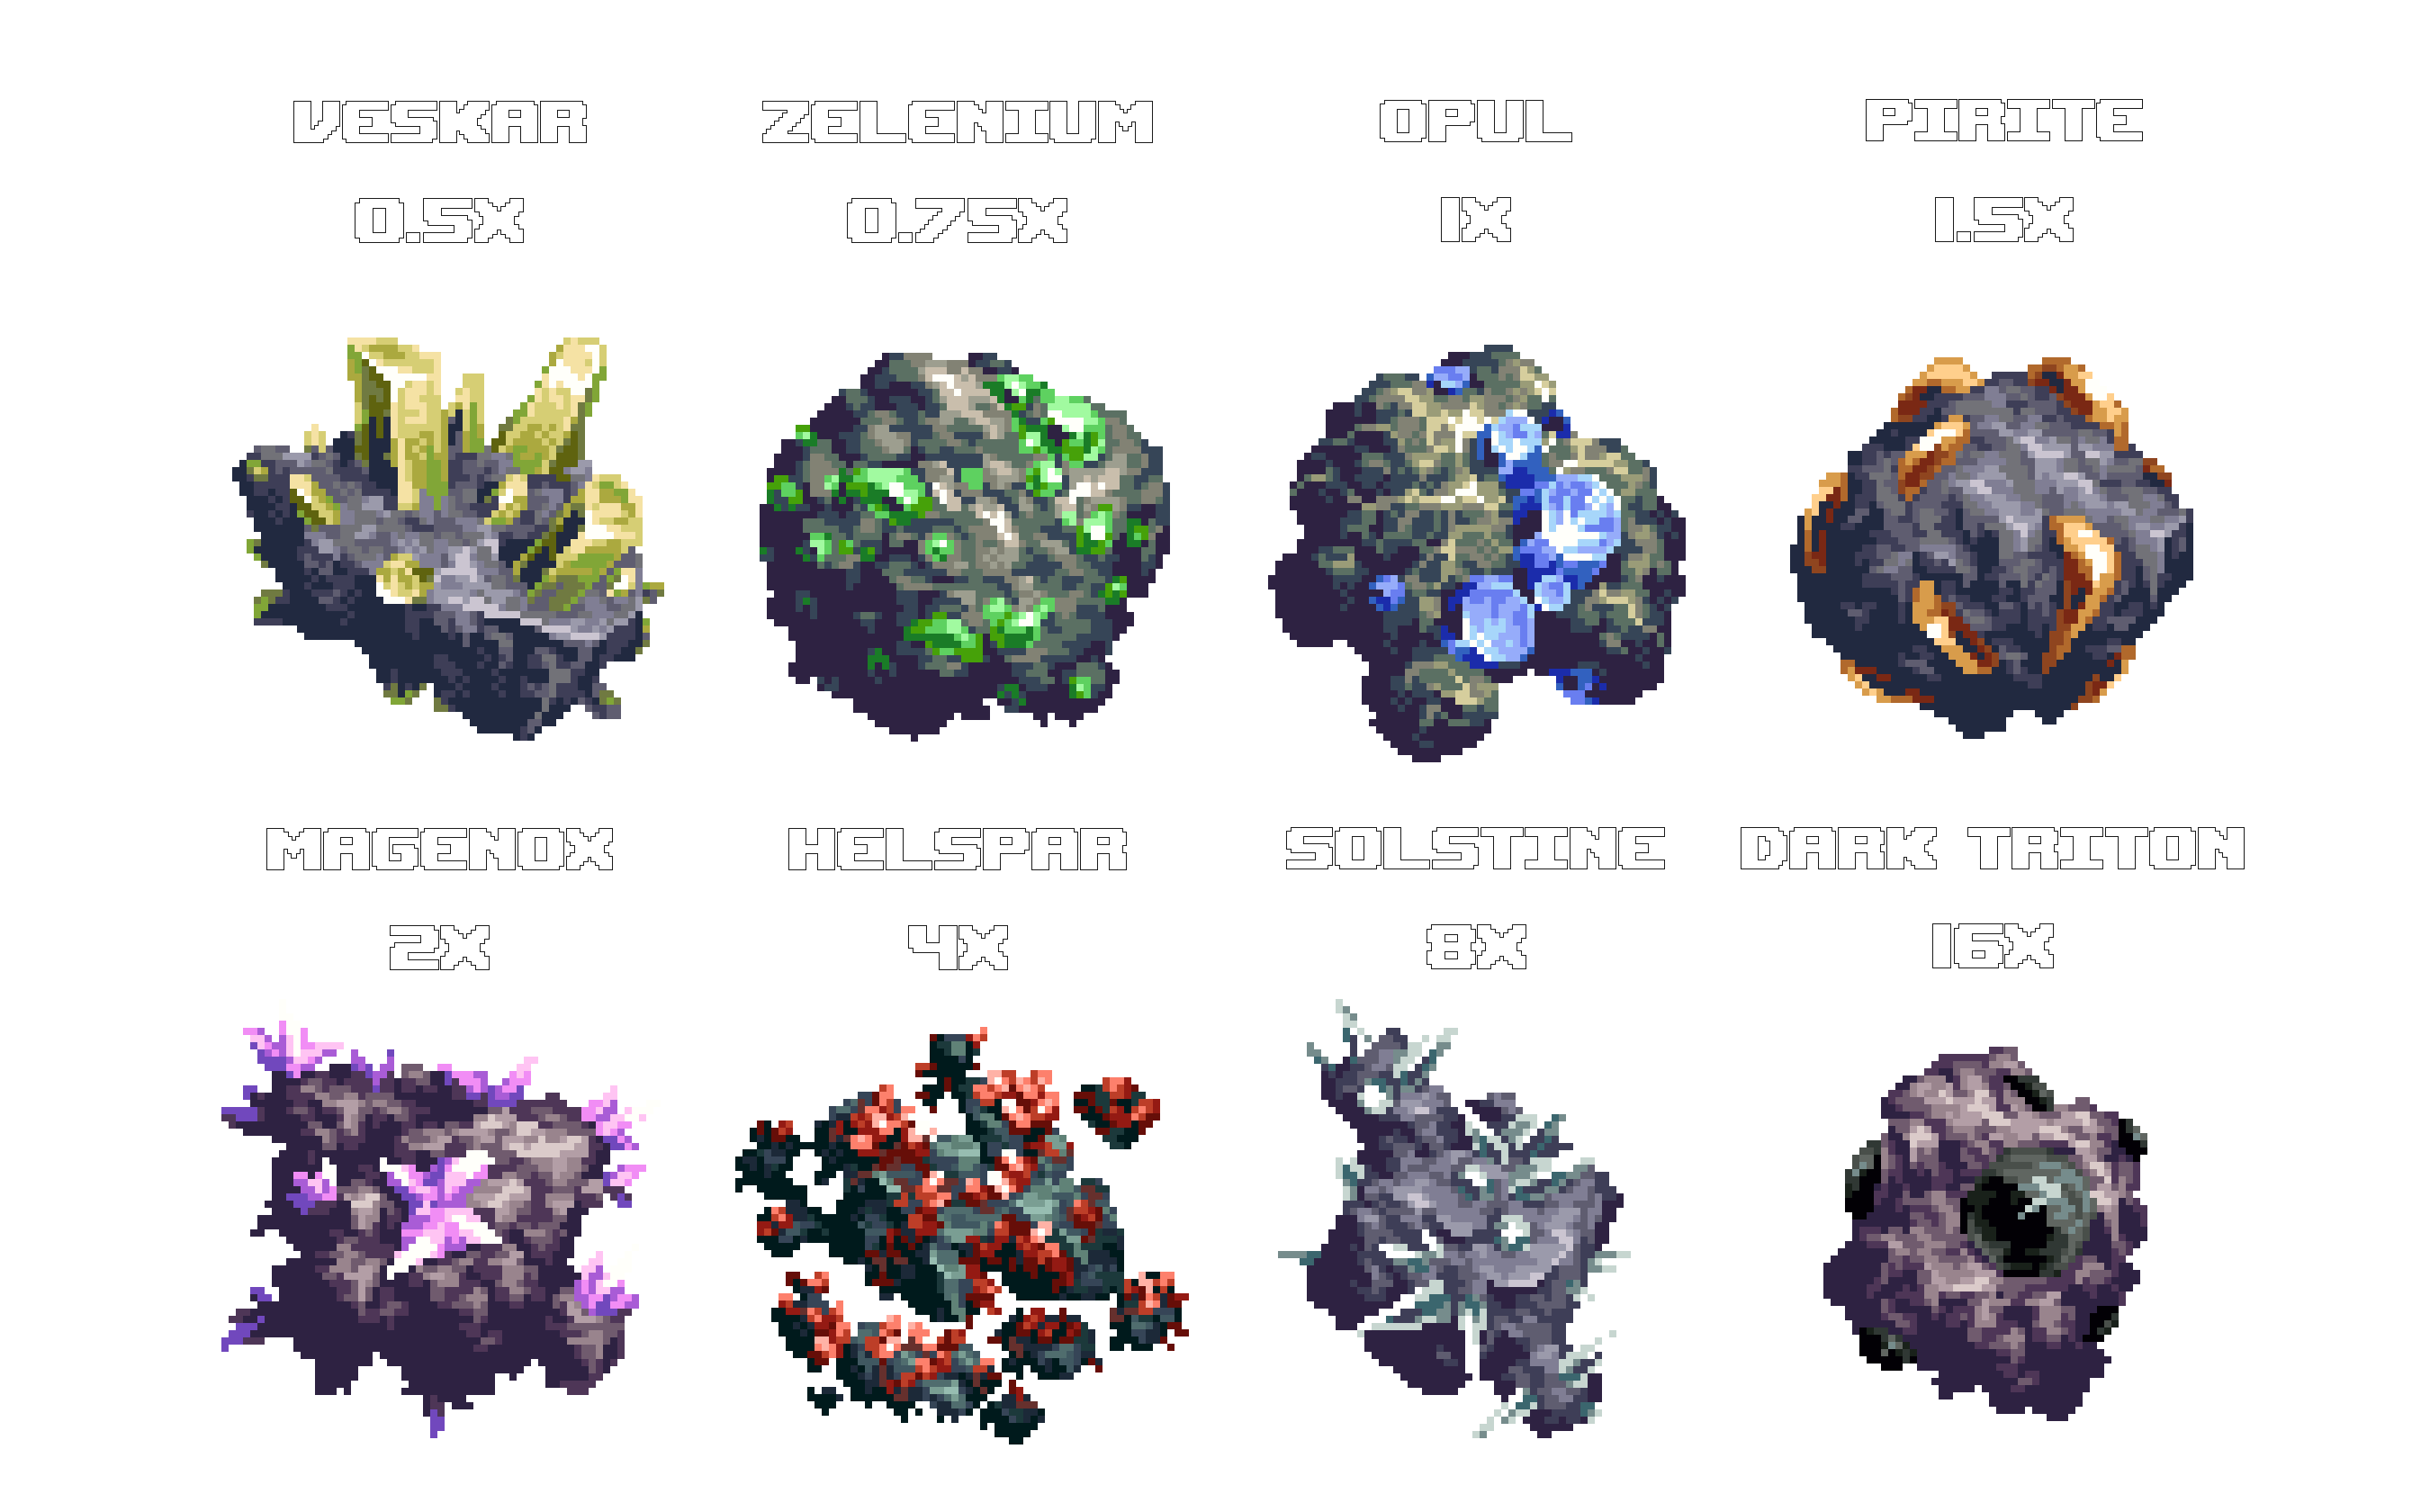 VESKAR
0.5X
ZELENIUM
0.75X
OPUL
1X
PIRITE
1.5X
MAGENOX
2X
HELSPAR
4X
SOLSTINE
8X
DARK TRITON
16X